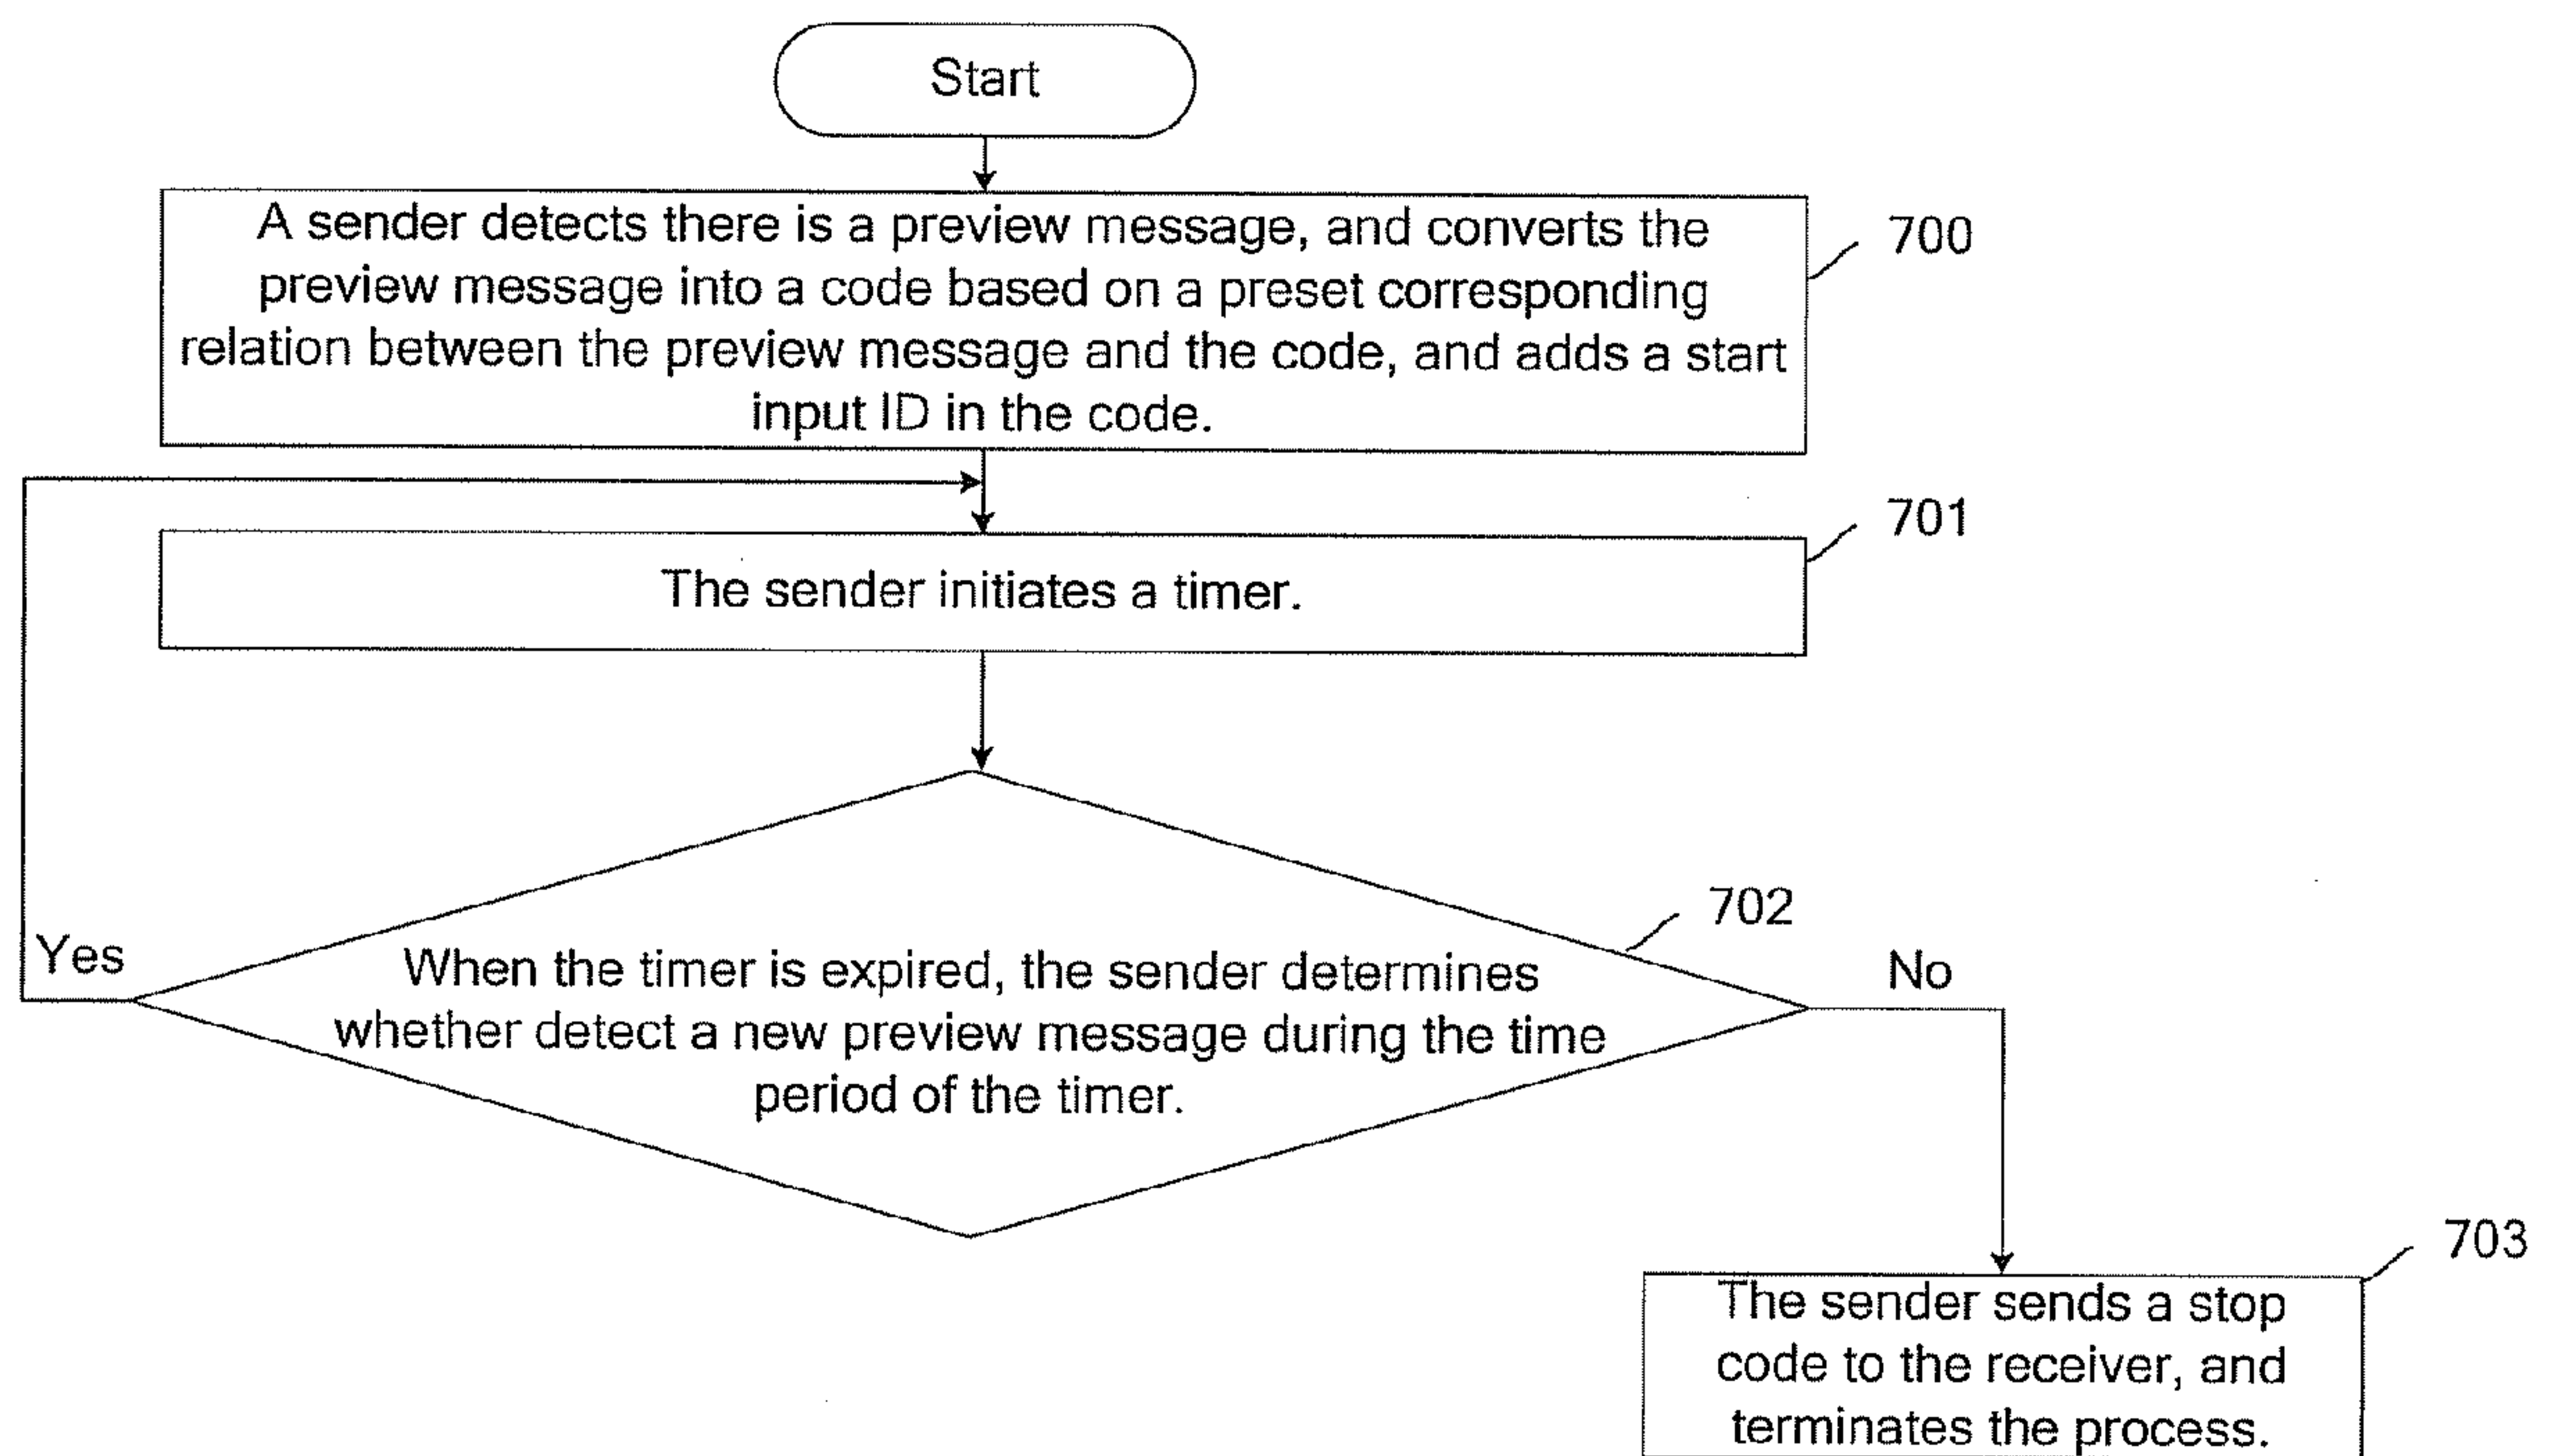 Start
A sender detects there is a preview message, and converts the
preview message into a code based on a preset corresponding
relation between the preview message and the code, and adds a start
input ID in the code.
700
701
The sender initiates a timer.
702
Yes
When the timer is expired, the sender determines
whether detect a new preview message during the time
period of the timer.
No
703
The sender sends a stop
code to the receiver, and
terminates the process.